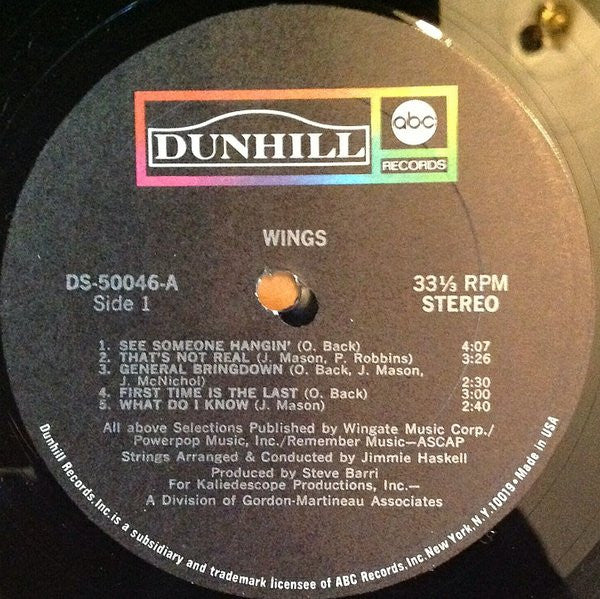 DUNHILL
abc
RECORDS
WINGS
DS-50046-A
Side 1
33⅓ RPM
STEREO
1. SEE SOMEONE HANGIN' (O. Back) 4:07
2. THAT'S NOT REAL (J. Mason, P. Robbins) 3:26
3. GENERAL BRINGDOWN (O. Back, J. Mason,
J. McNichol) 2:30
4. FIRST TIME IS THE LAST (O. Back) 3:00
5. WHAT DO I KNOW (J. Mason) 2:40
All above Selections Published by Wingate Music Corp./
Powerpop Music, Inc./Remember Music—ASCAP
Strings Arranged & Conducted by Jimmie Haskell
Produced by Steve Barri
For Kaliedescope Productions, Inc.—
A Division of Gordon-Martineau Associates
Dunhill Records, Inc. is a subsidiary and trademark licensee of ABC Records, Inc. New York, N.Y. 10019 • Made in USA